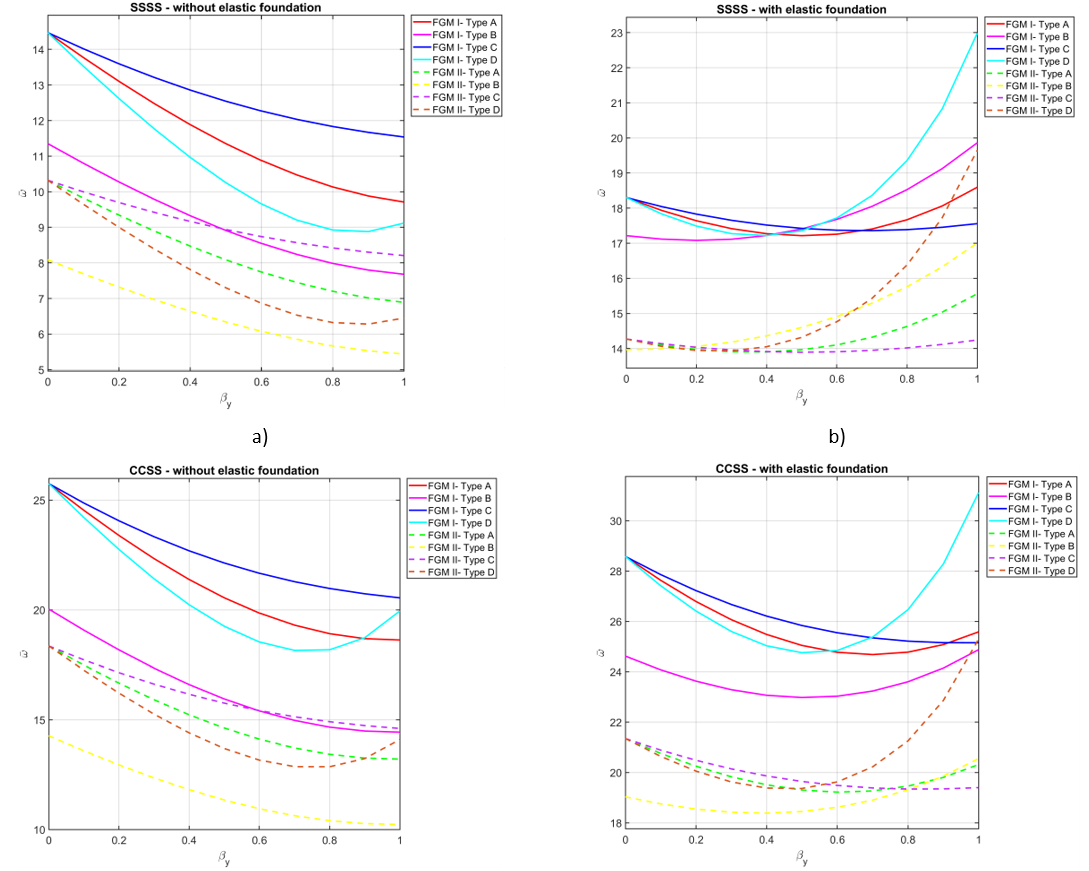 SSSS - without elastic foundation
14
13
12
11
10
9
8
7
6
5
ω̄
0
0.2
0.4
0.6
0.8
1
βy
FGM I- Type A
FGM I- Type B
FGM I- Type C
FGM I- Type D
FGM II- Type A
FGM II- Type B
FGM II- Type C
FGM II- Type D
a)
SSSS - with elastic foundation
23
22
21
20
19
18
17
16
15
14
ω̄
0
0.2
0.4
0.6
0.8
1
βy
FGM I- Type A
FGM I- Type B
FGM I- Type C
FGM I- Type D
FGM II- Type A
FGM II- Type B
FGM II- Type C
FGM II- Type D
b)
CCSS - without elastic foundation
25
20
15
10
ω̄
0
0.2
0.4
0.6
0.8
1
βy
FGM I- Type A
FGM I- Type B
FGM I- Type C
FGM I- Type D
FGM II- Type A
FGM II- Type B
FGM II- Type C
FGM II- Type D
CCSS - with elastic foundation
30
28
26
24
22
20
18
ω̄
0
0.2
0.4
0.6
0.8
1
βy
FGM I- Type A
FGM I- Type B
FGM I- Type C
FGM I- Type D
FGM II- Type A
FGM II- Type B
FGM II- Type C
FGM II- Type D